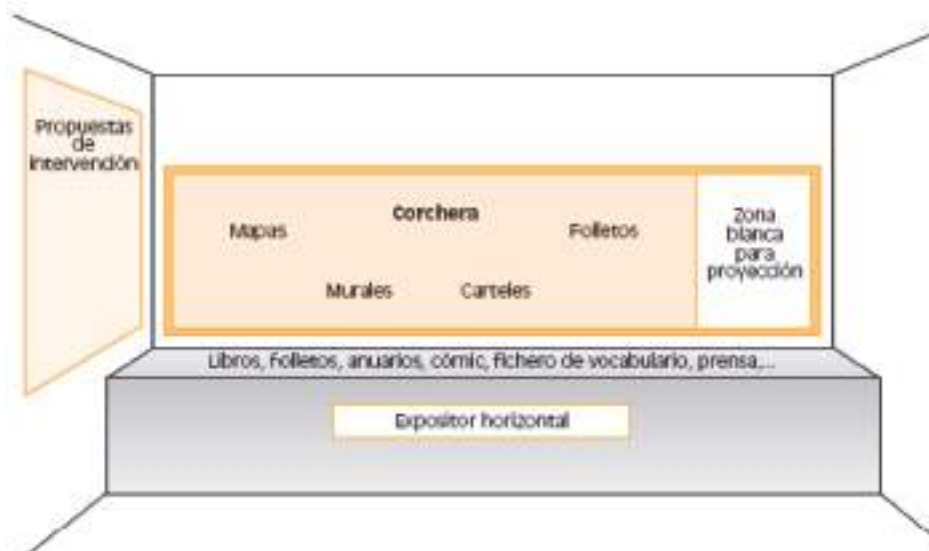 Propuestas
de
intervención
Corchera
Mapas
Folletos
Murales
Carteles
Zona
blanca
para
proyección
Libros, Folletos, anuarios, cómic, fichero de vocabulario, prensa,...
Expositor horizontal